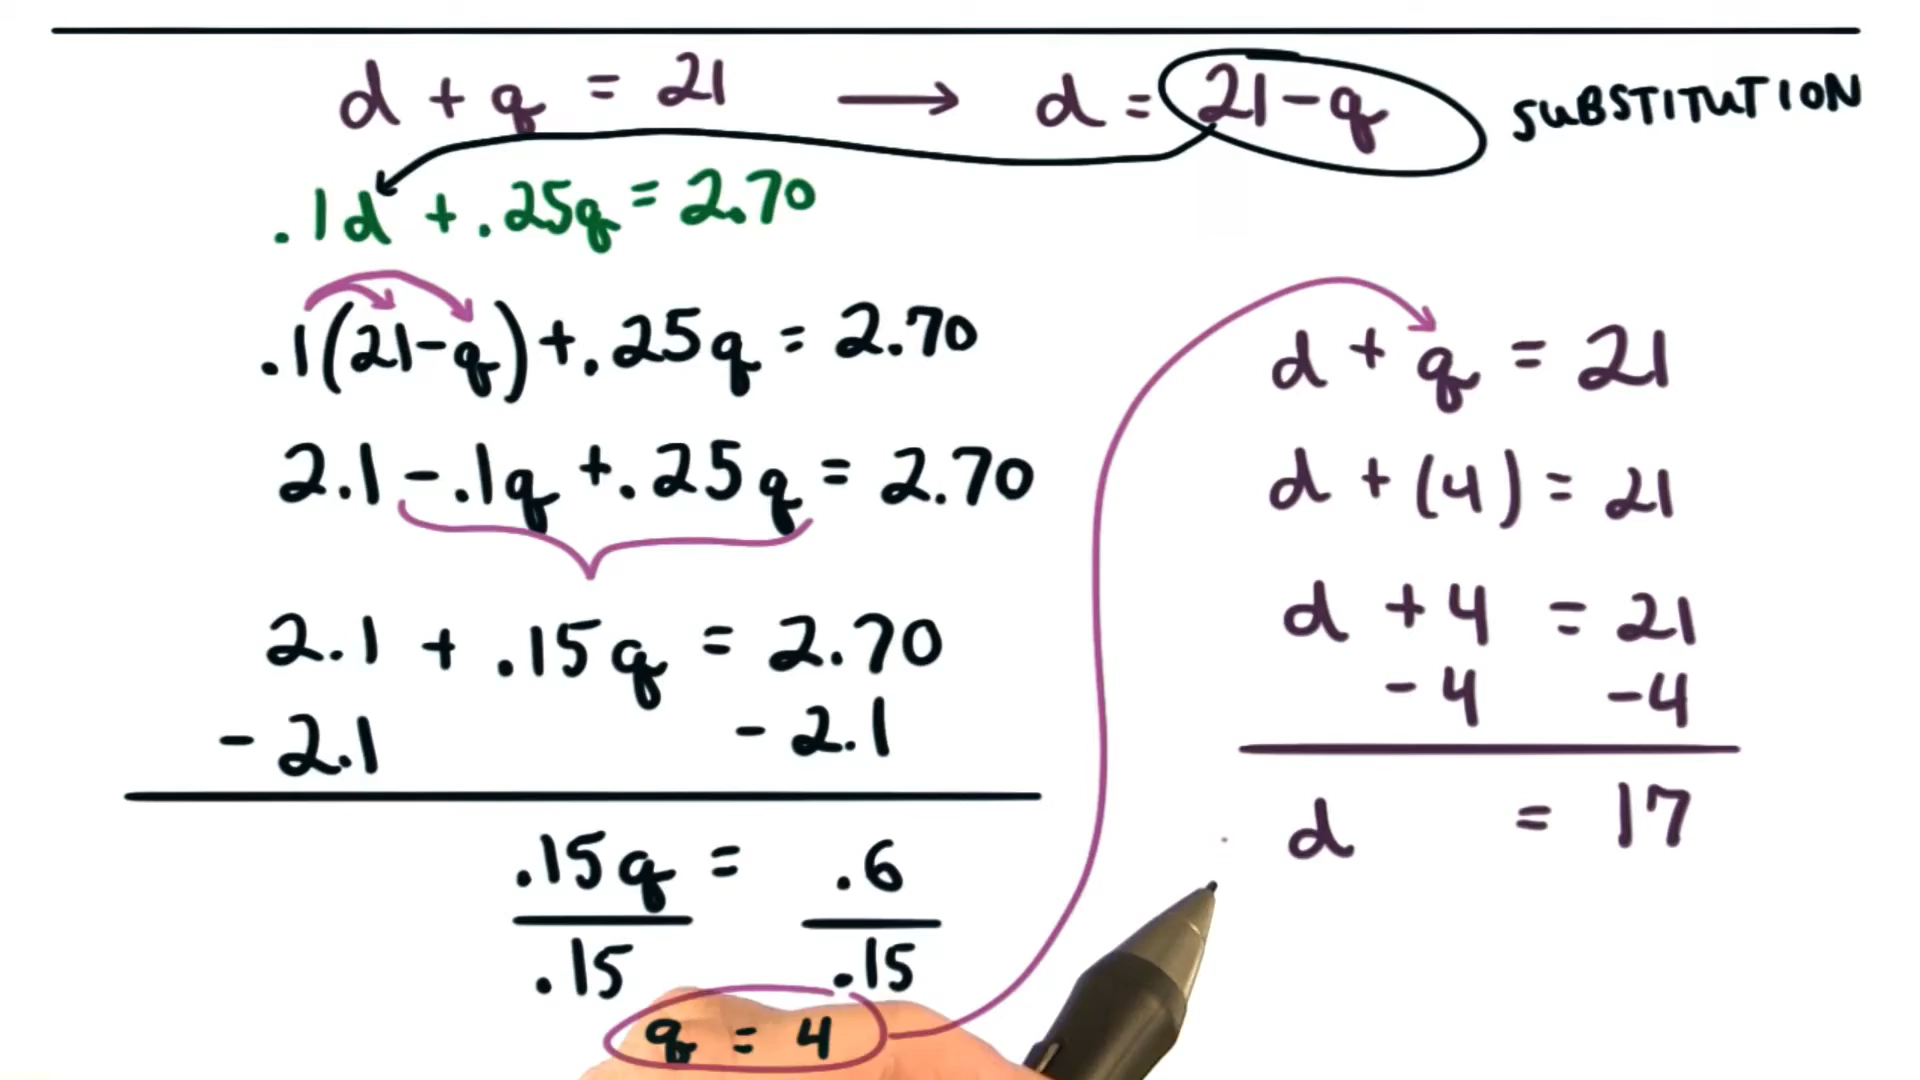 d + q = 21 → d = 21 - q SUBSTITUTION
.1d + .25q = 2.70
.1(21-q) + .25q = 2.70
2.1 - .1q + .25q = 2.70
2.1 + .15q = 2.70
- 2.1 - 2.1
.15q = .6
.15 .15
q = 4
d + q = 21
d + (4) = 21
d + 4 = 21
- 4 -4
d = 17